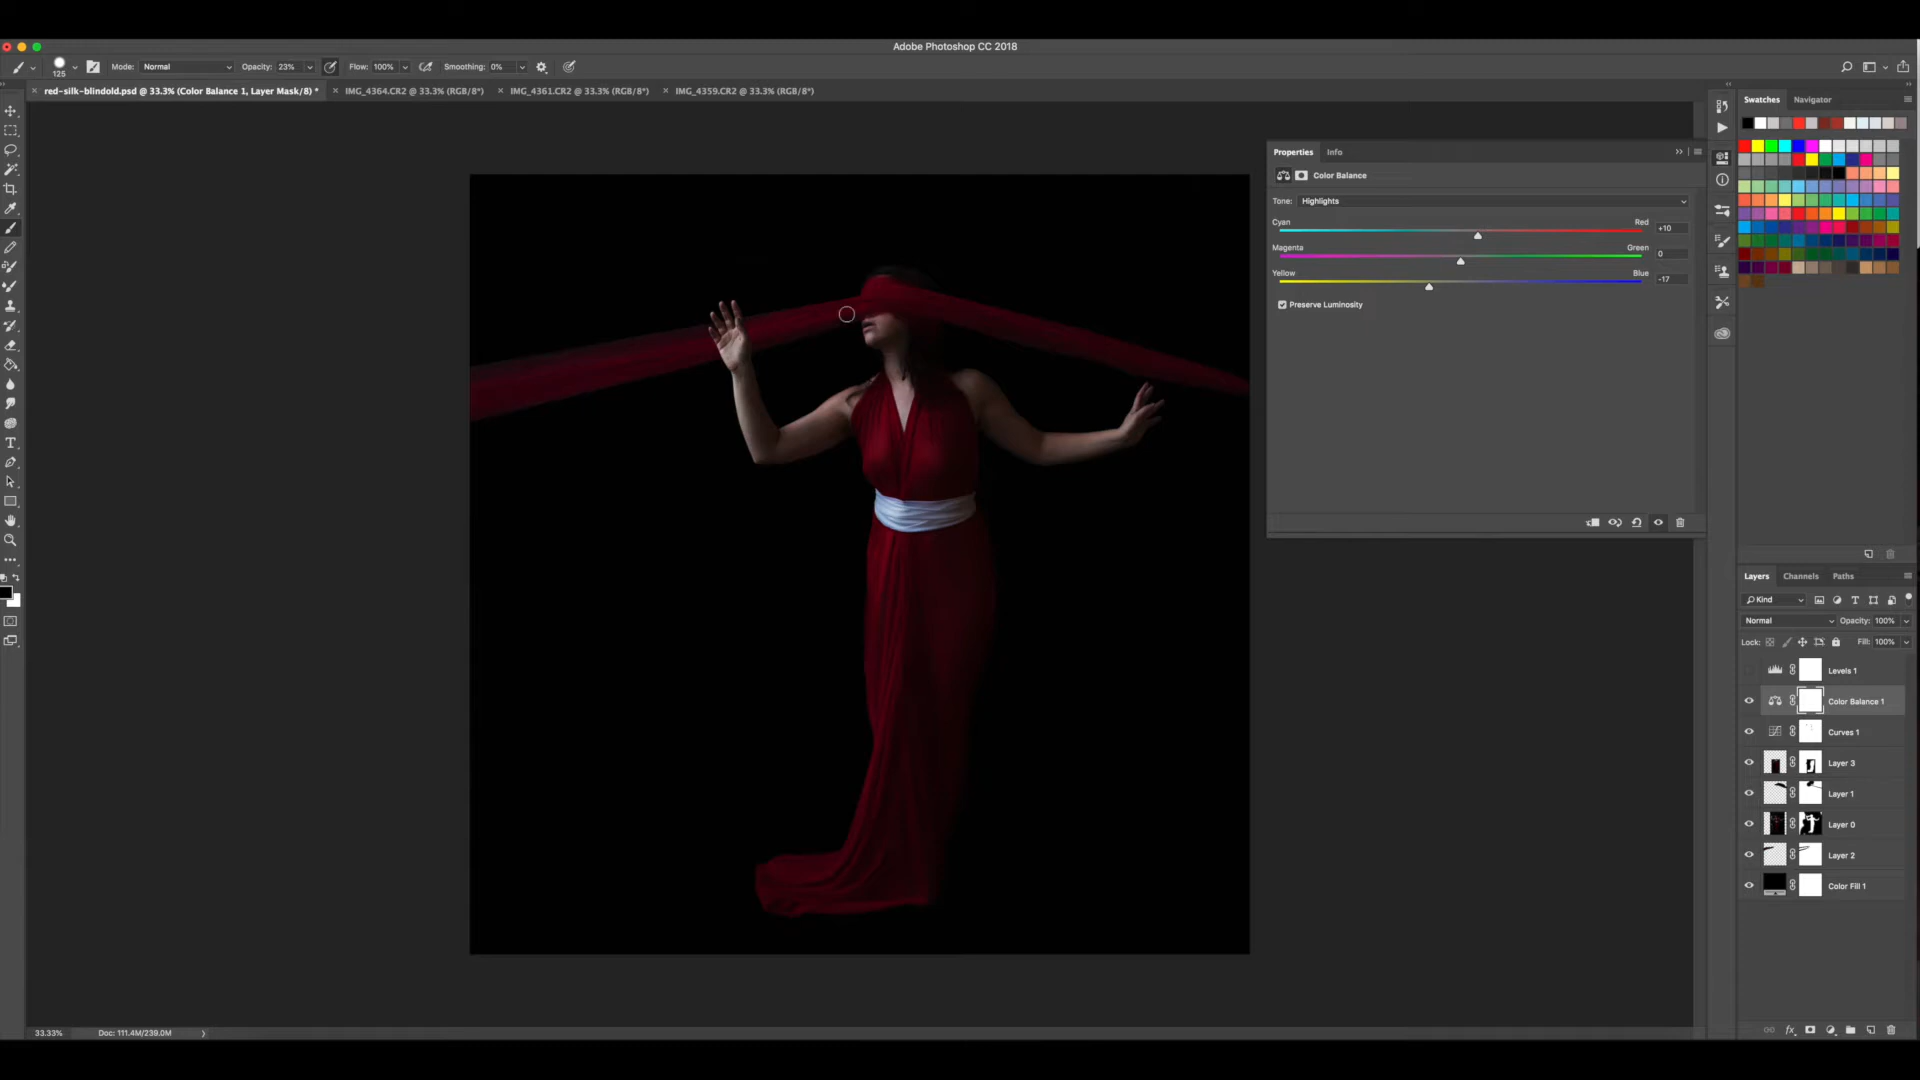 Adobe Photoshop CC 2018
125 Mode: Normal Opacity: 23% Flow: 100% Smoothing: 0%
red-silk-blindold.psd @ 33.3% (Color Balance 1, Layer Mask/8) * IMG_4364.CR2 @ 33.3% (RGB/8*) IMG_4361.CR2 @ 33.3% (RGB/8*) IMG_4359.CR2 @ 33.3% (RGB/8*)
Swatches Navigator
Properties Info
Color Balance
Tone: Highlights
Cyan Red +10
Magenta Green 0
Yellow Blue -17
Preserve Luminosity
Layers Channels Paths
Kind
Normal Opacity: 100%
Lock: Fill: 100%
Levels 1
Color Balance 1
Curves 1
Layer 3
Layer 1
Layer 0
Layer 2
Color Fill 1
33.33% Doc: 111.4M/239.0M